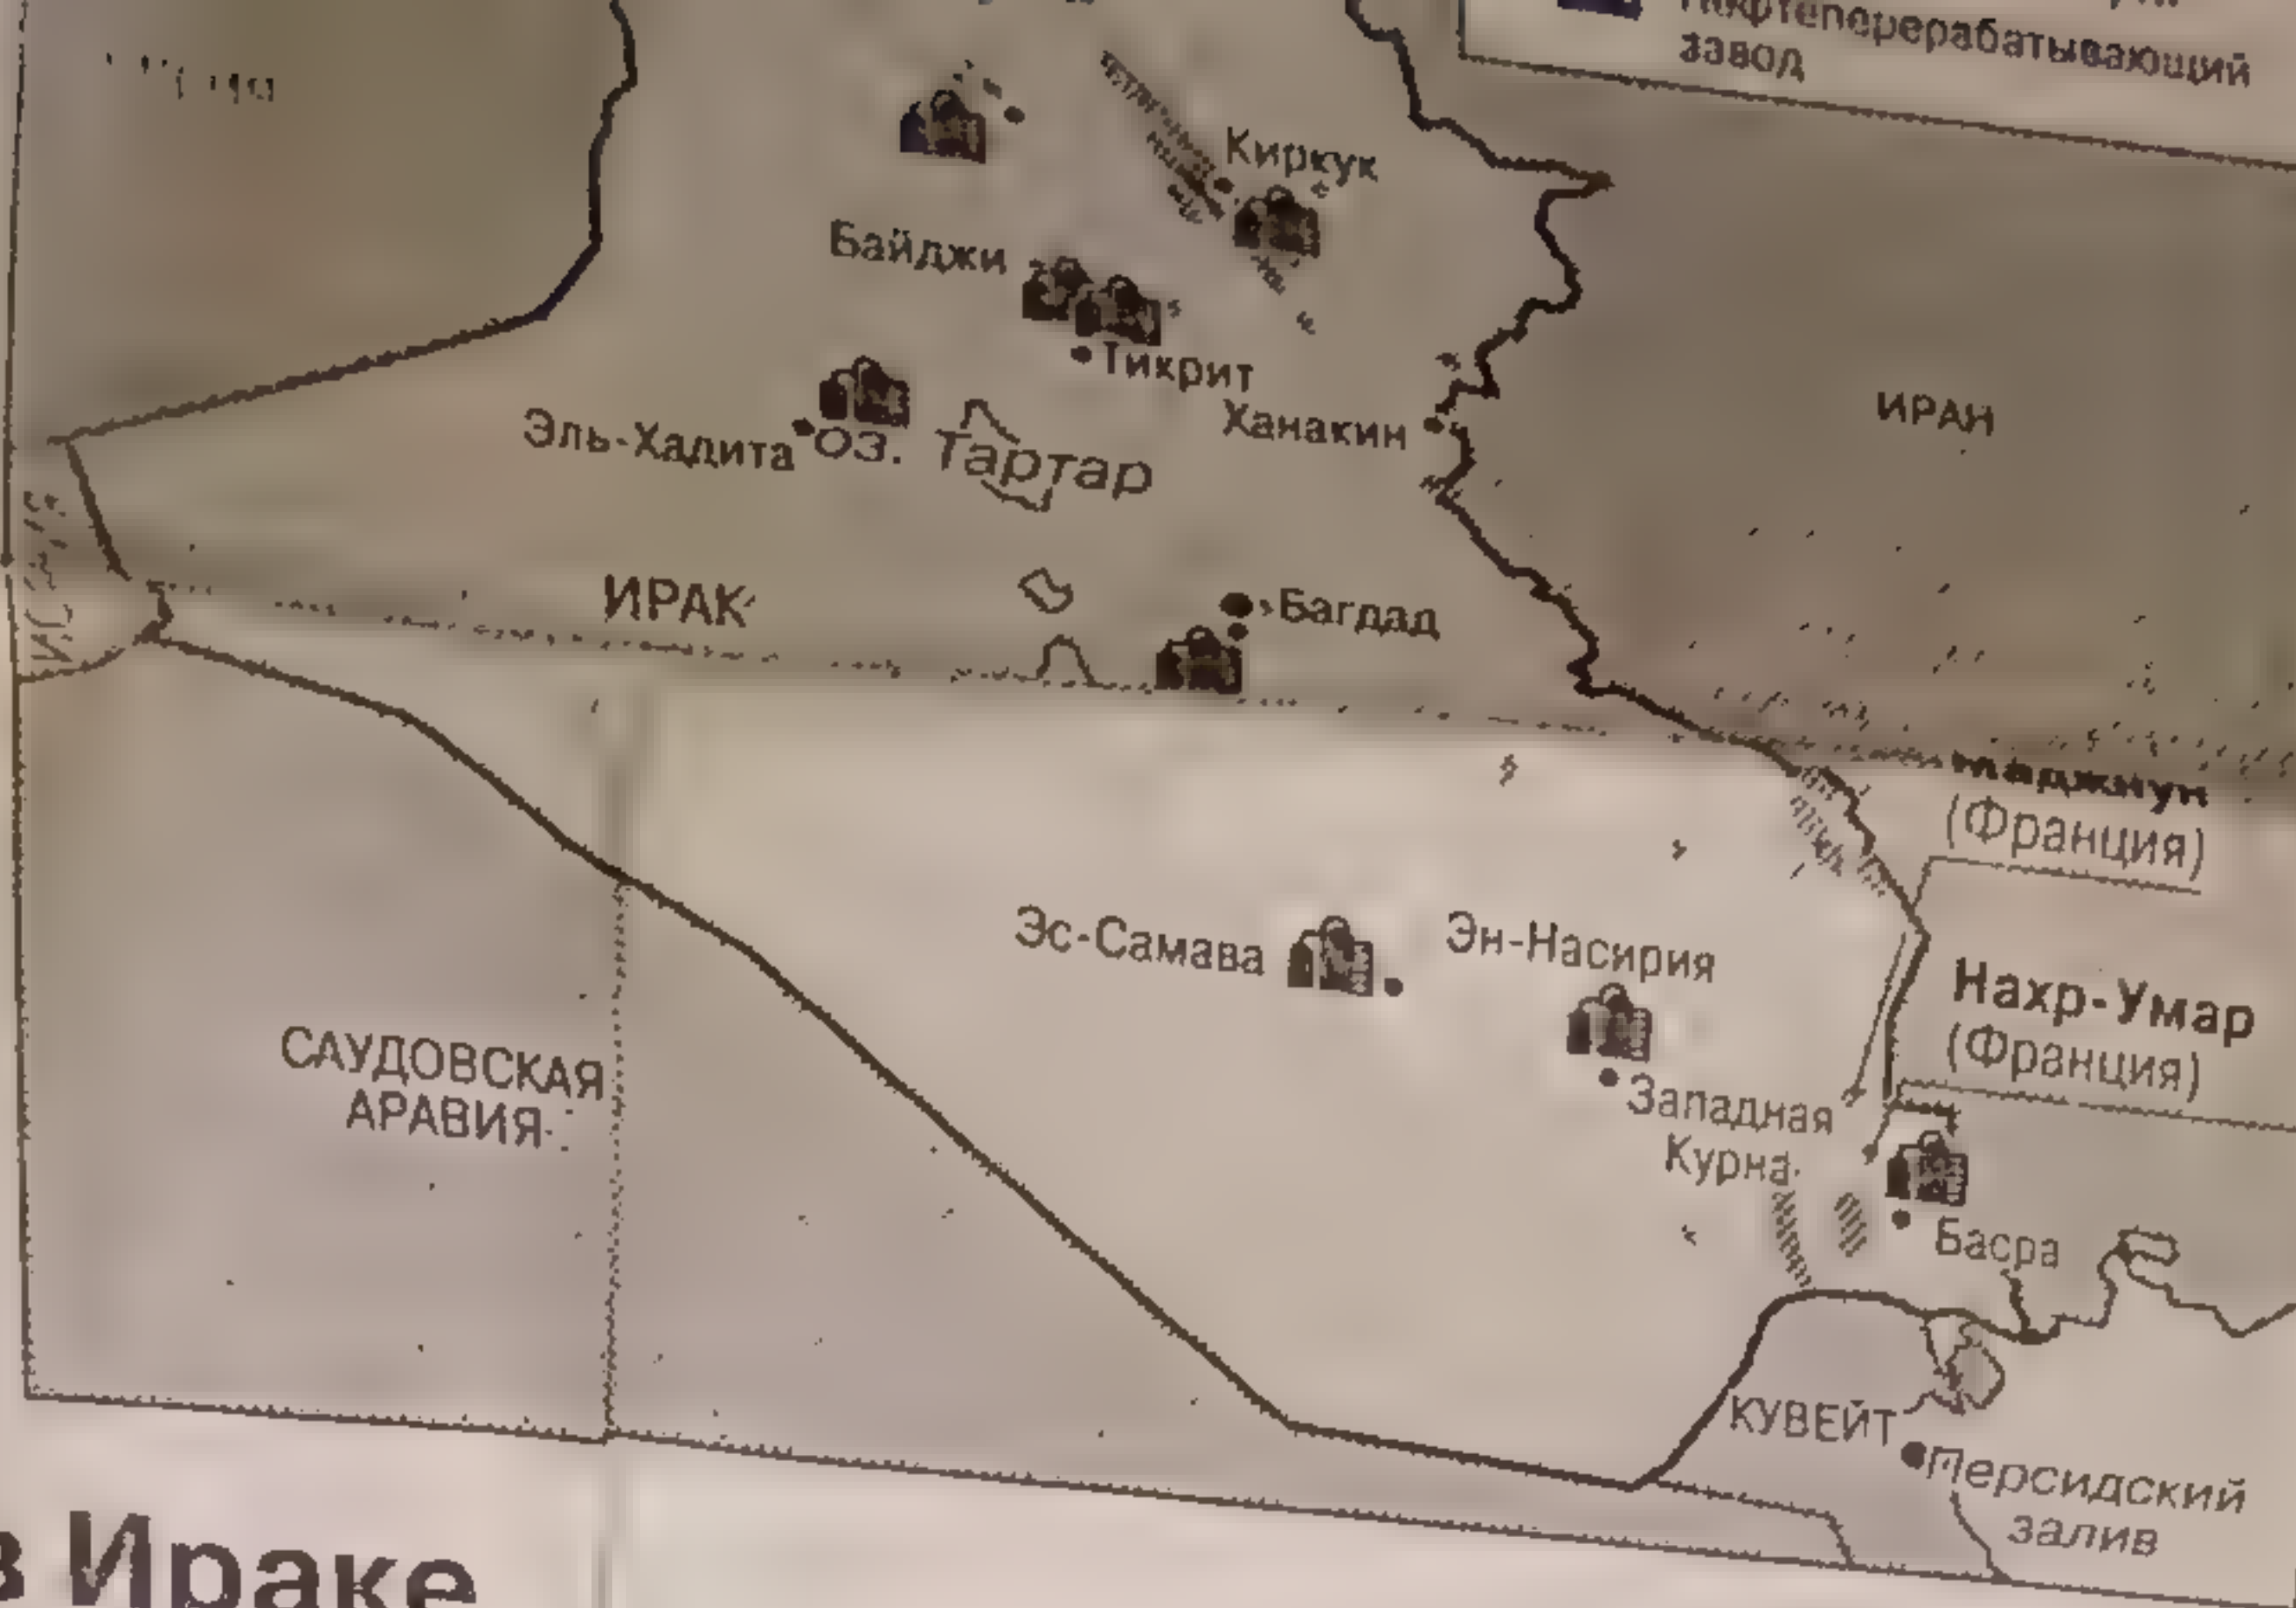 Нефтеперерабатывающий
завод
Киркук
Байджи
Тикрит
Эль-Хадита
оз. Тартар
Ханакин
ИРАН
ИРАК
Багдад
(Франция)
Эс-Самава
Эн-Насирия
Нахр-Умар
(Франция)
САУДОВСКАЯ
АРАВИЯ
Западная
Курна
Басра
КУВЕЙТ
Персидский
залив
в Ираке